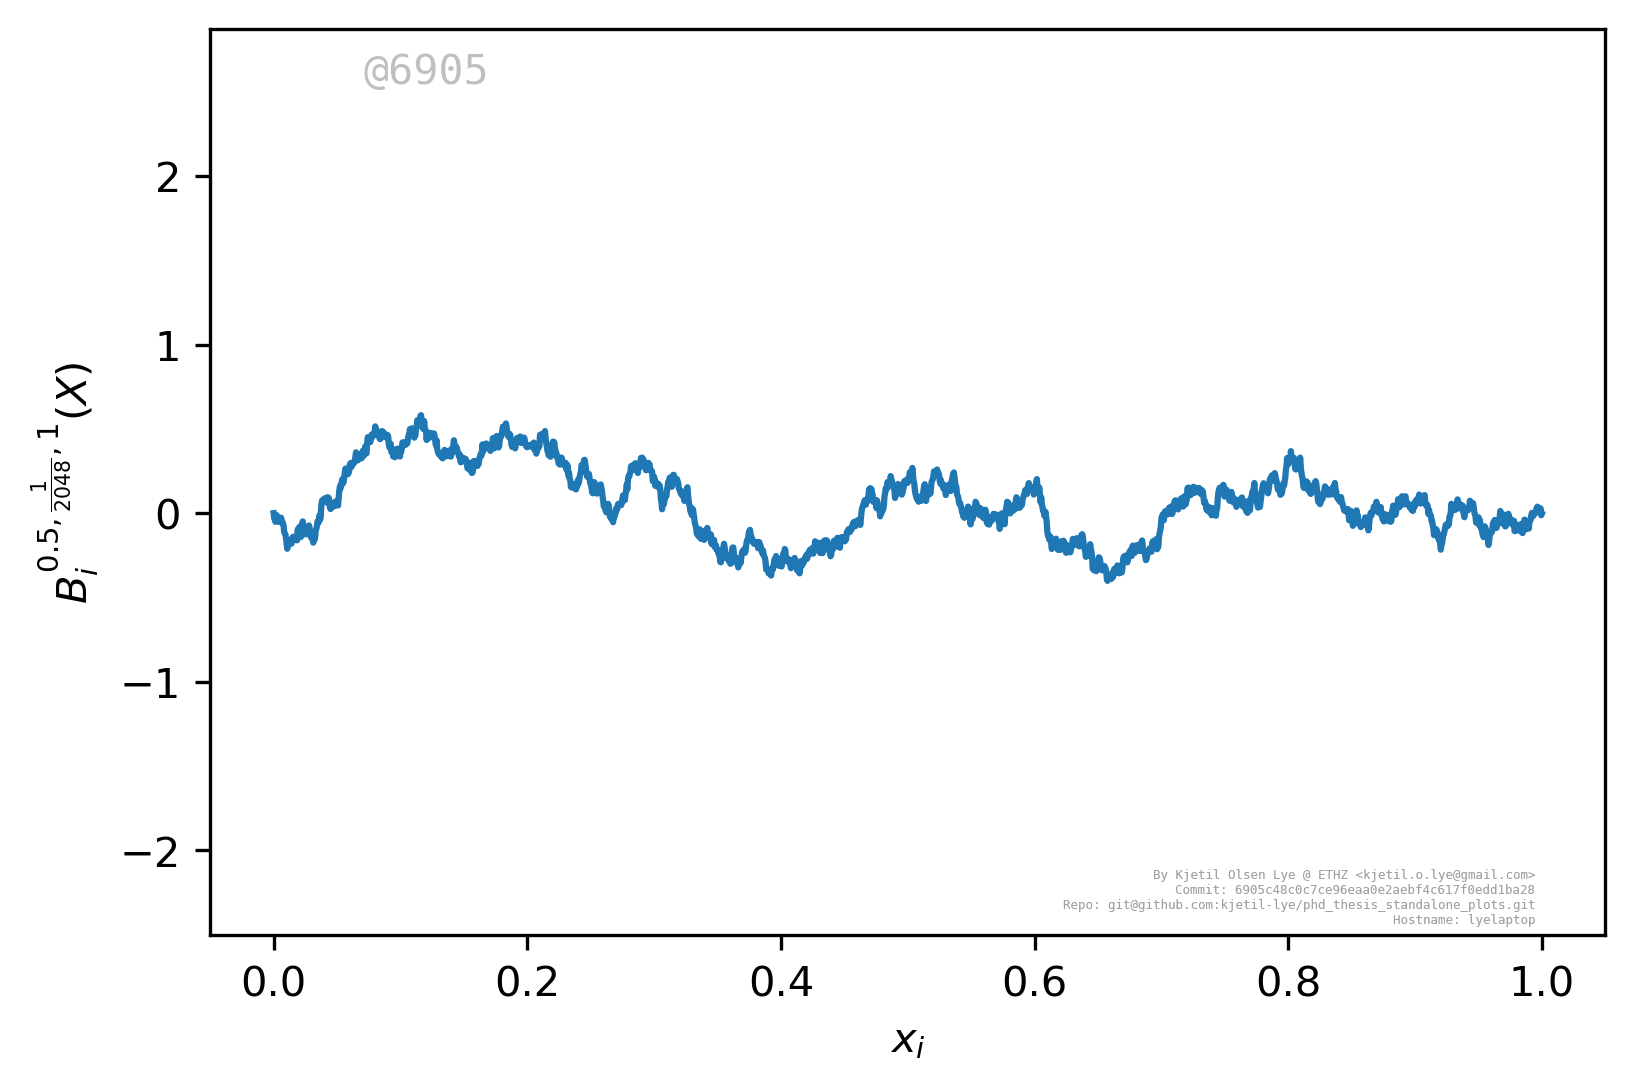 @6905
2
1
0
−1
−2
B_i^{0.5, \frac{1}{2048}, 1}(X)
By Kjetil Olsen Lye @ ETHZ <kjetil.o.lye@gmail.com>
Commit: 6905c48c0c7ce96eaa0e2aebf4c617f0edd1ba28
Repo: git@github.com:kjetil-lye/phd_thesis_standalone_plots.git
Hostname: lyelaptop
0.0 0.2 0.4 0.6 0.8 1.0
x_i